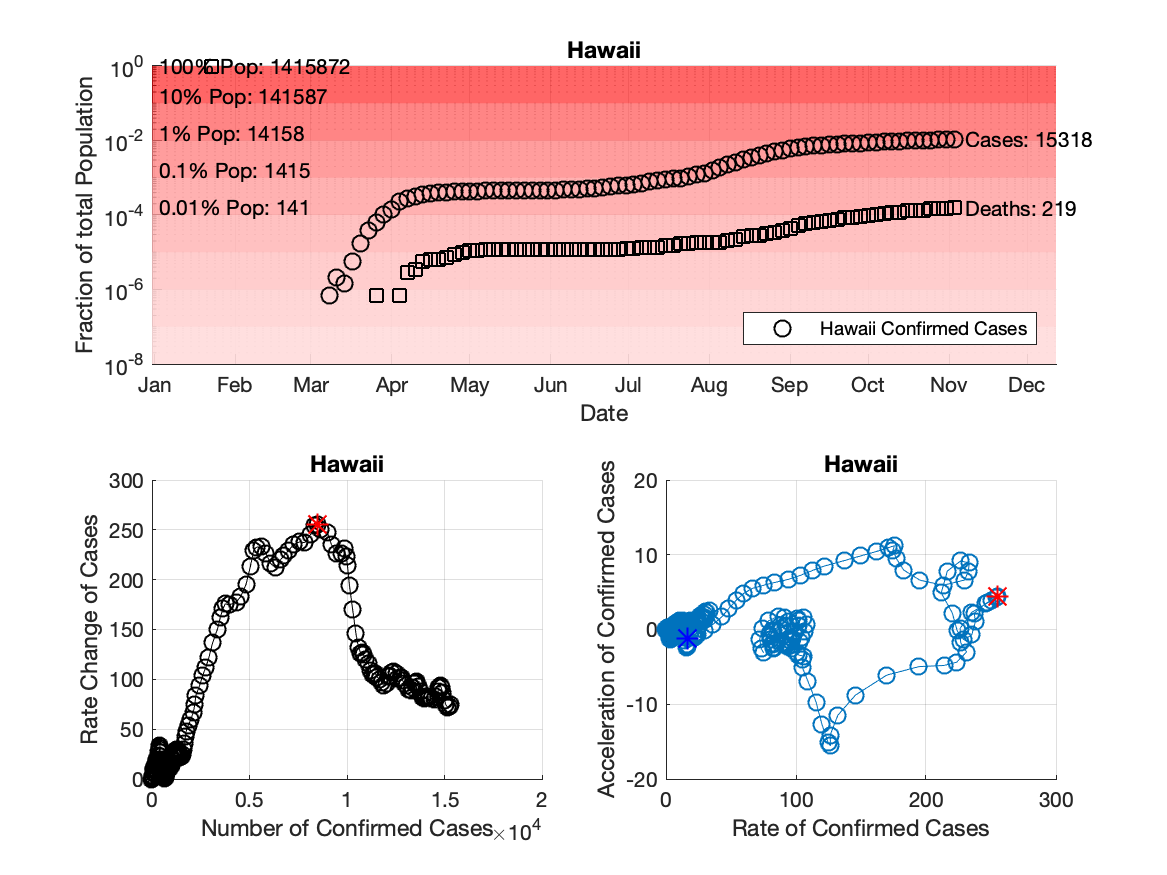 Hawaii
10^0
10^-2
10^-4
10^-6
10^-8
Fraction of total Population
100% Pop: 1415872
10% Pop: 141587
1% Pop: 14158
0.1% Pop: 1415
0.01% Pop: 141
Cases: 15318
Deaths: 219
Hawaii Confirmed Cases
Jan Feb Mar Apr May Jun Jul Aug Sep Oct Nov Dec
Date
Hawaii
300
250
200
150
100
50
0
Rate Change of Cases
0 0.5 1 1.5 2
Number of Confirmed Cases ×10^4
Hawaii
20
10
0
-10
-20
Acceleration of Confirmed Cases
0 100 200 300
Rate of Confirmed Cases